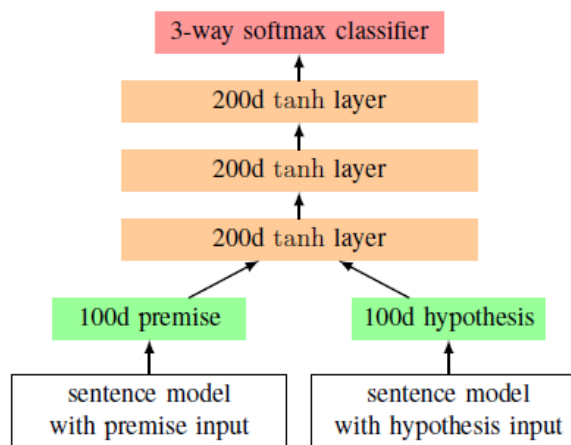 3-way softmax classifier
200d tanh layer
200d tanh layer
200d tanh layer
100d premise
100d hypothesis
sentence model
with premise input
sentence model
with hypothesis input